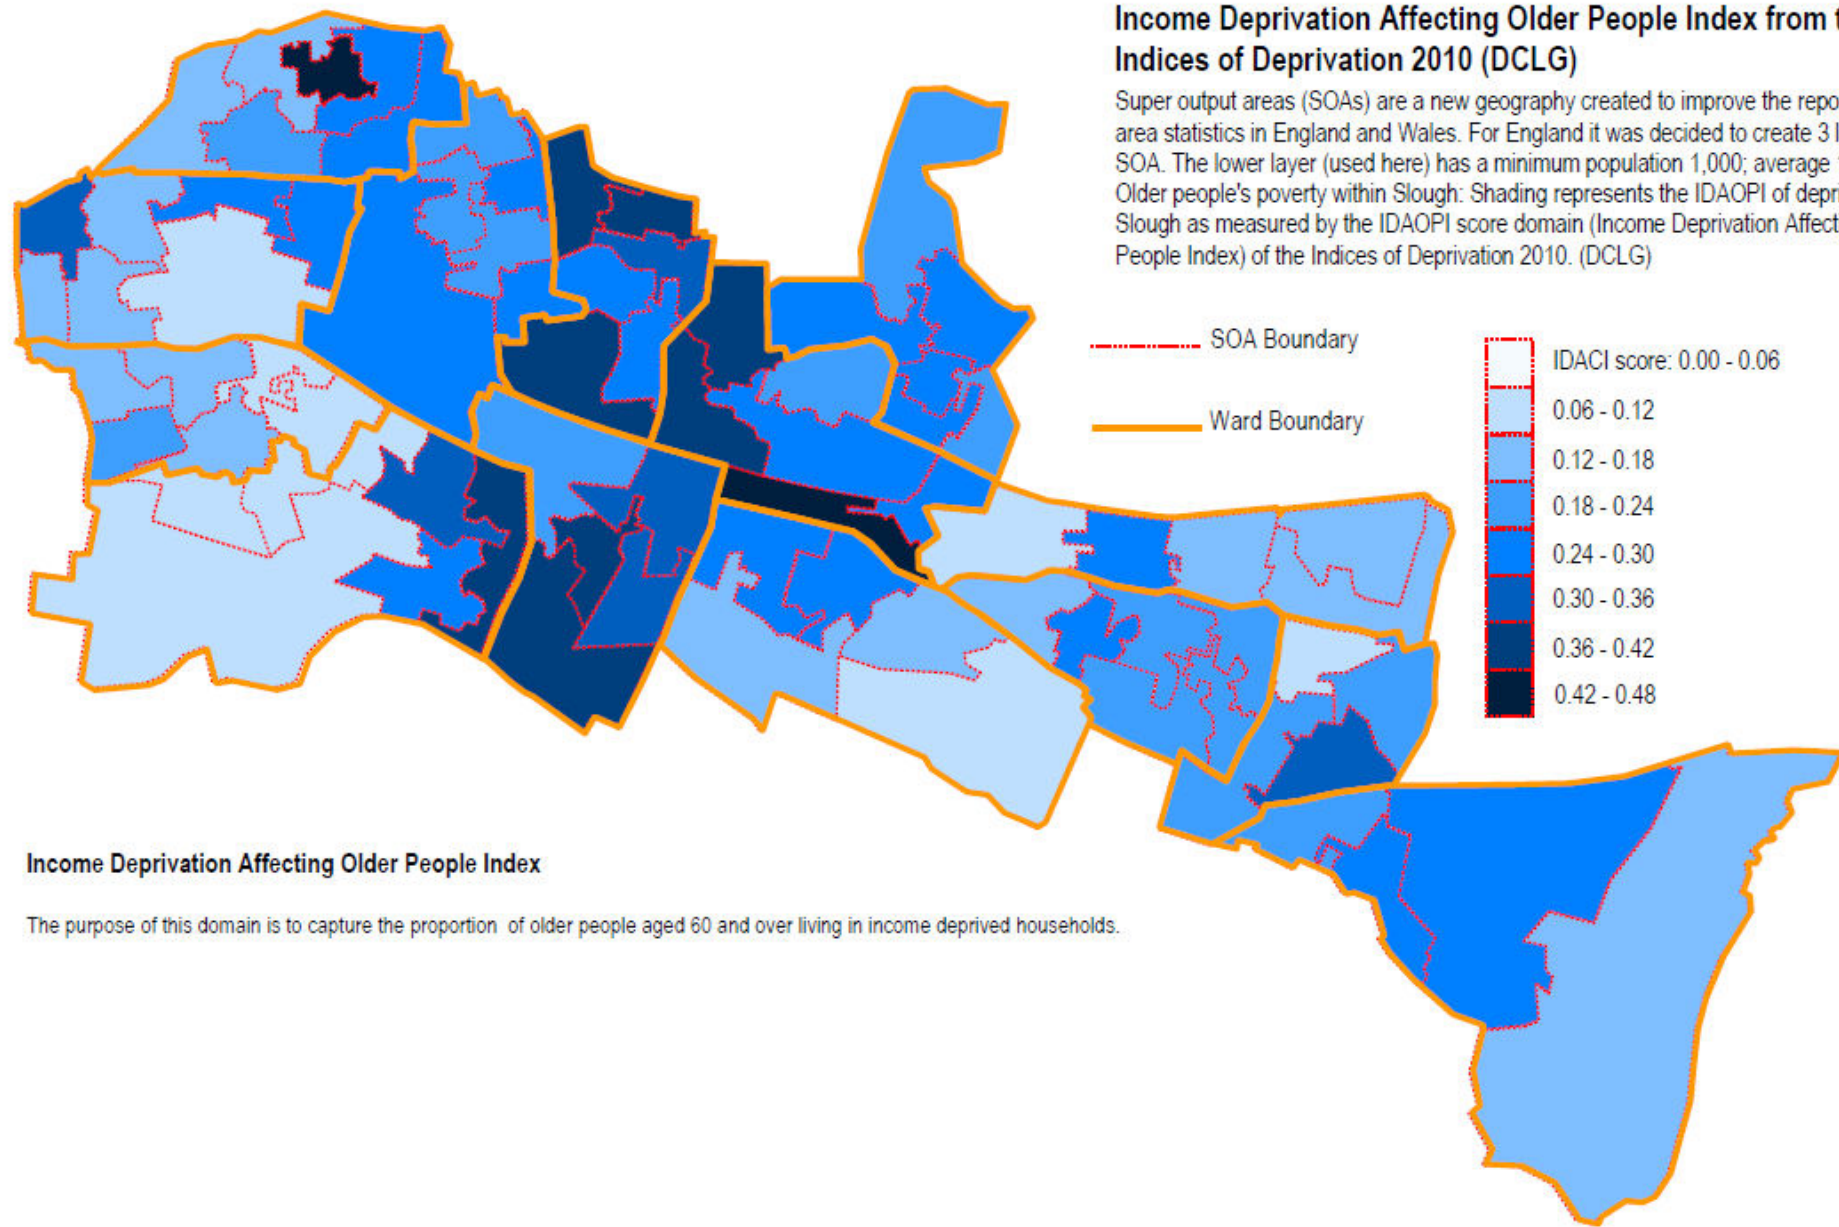 Income Deprivation Affecting Older People Index from
Indices of Deprivation 2010 (DCLG)
Super output areas (SOAs) are a new geography created to improve the
area statistics in England and Wales. For England it was decided to create 3
SOA. The lower layer (used here) has a minimum population 1,000; average
Older people's poverty within Slough: Shading represents the IDAOPI of
Slough as measured by the IDAOPI score domain (Income Deprivation
People Index) of the Indices of Deprivation 2010. (DCLG)
SOA Boundary
Ward Boundary
IDACI score: 0.00 - 0.06
0.06 - 0.12
0.12 - 0.18
0.18 - 0.24
0.24 - 0.30
0.30 - 0.36
0.36 - 0.42
0.42 - 0.48
Income Deprivation Affecting Older People Index
The purpose of this domain is to capture the proportion of older people aged 60 and over living in income deprived households.